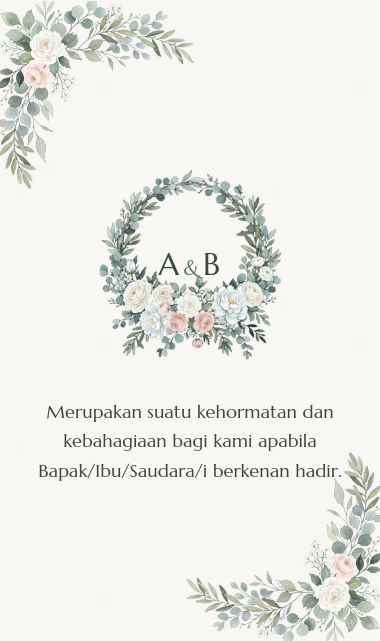 A & B
Merupakan suatu kehormatan dan
kebahagiaan bagi kami apabila
Bapak/Ibu/Saudara/i berkenan hadir.